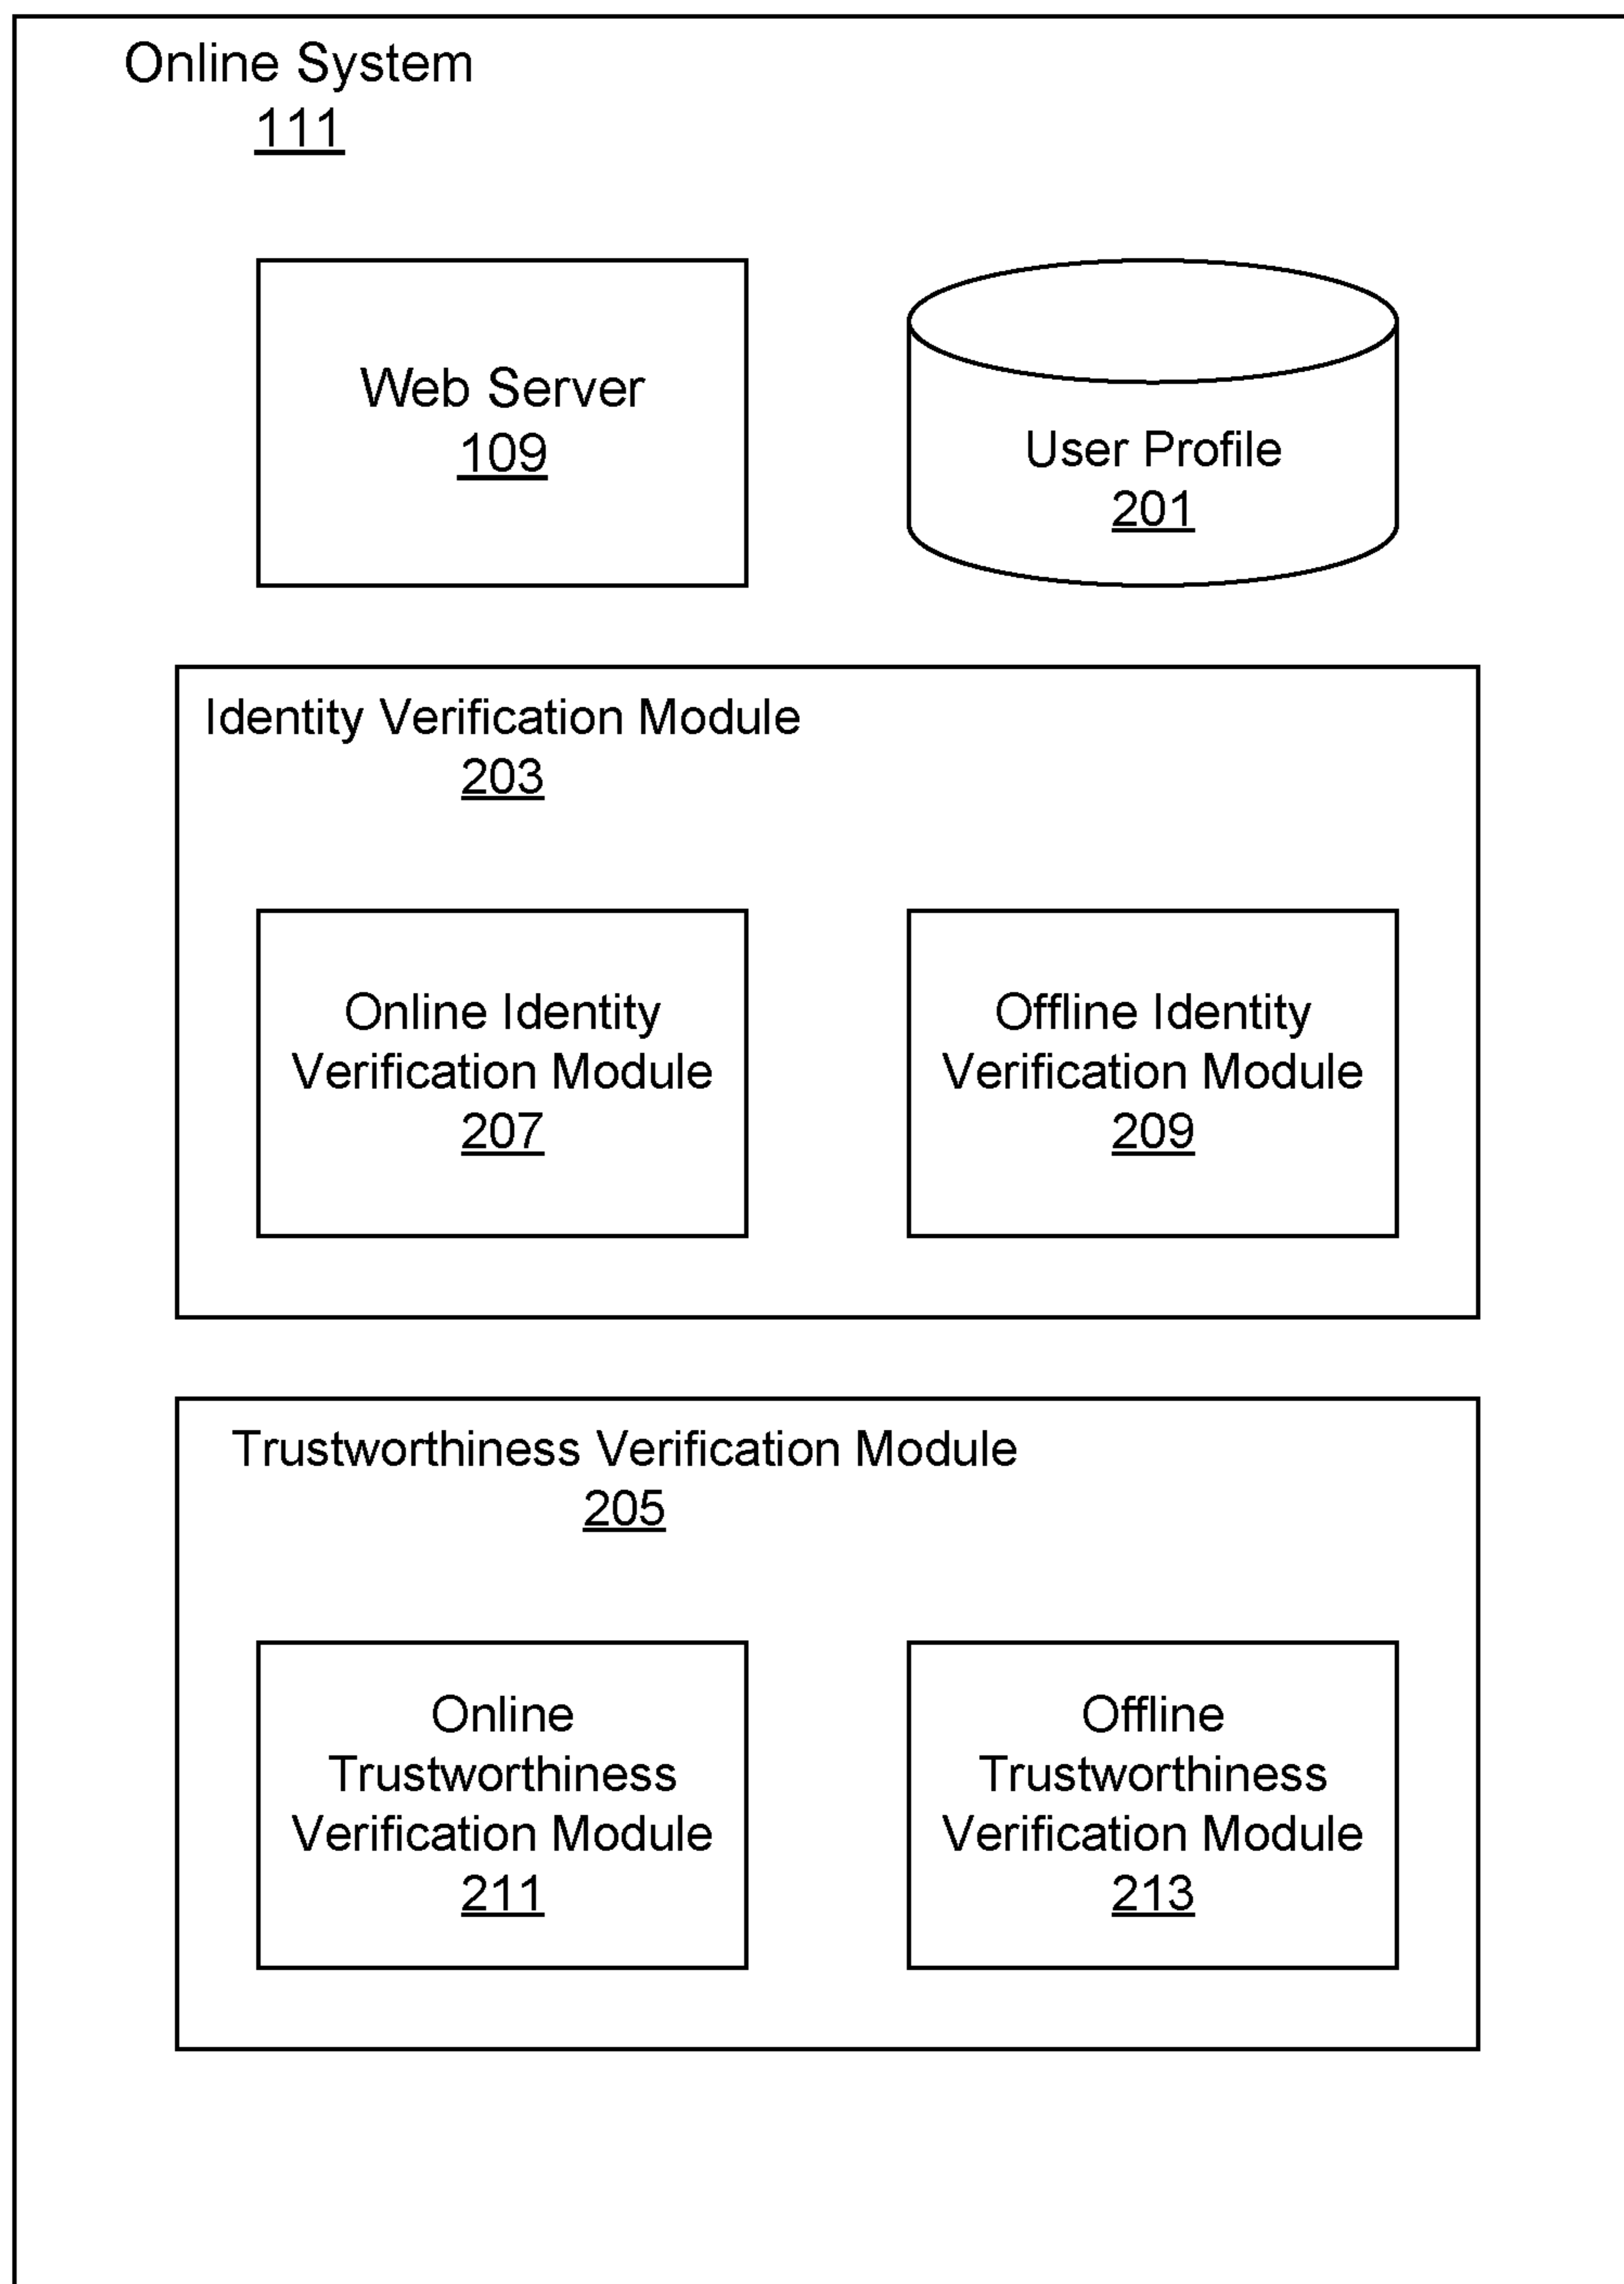 Online System
111
Web Server
109
User Profile
201
Identity Verification Module
203
Online Identity
Verification Module
207
Offline Identity
Verification Module
209
Trustworthiness Verification Module
205
Online
Trustworthiness
Verification Module
211
Offline
Trustworthiness
Verification Module
213